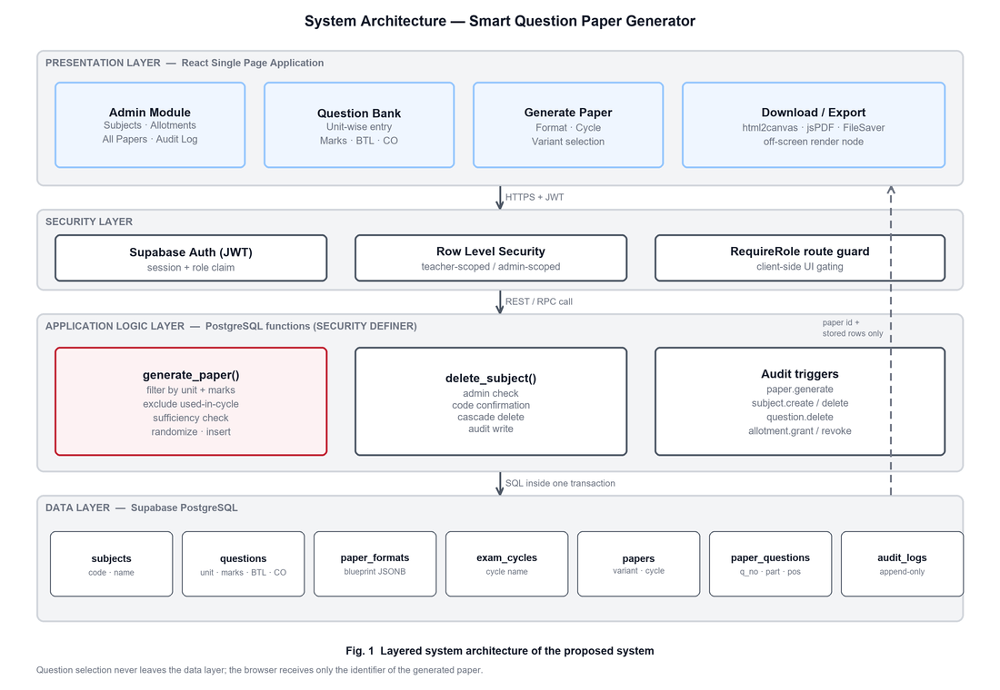 System Architecture — Smart Question Paper Generator
PRESENTATION LAYER — React Single Page Application
Admin Module
Subjects · Allotments
All Papers · Audit Log
Question Bank
Unit-wise entry
Marks · BTL · CO
Generate Paper
Format · Cycle
Variant selection
Download / Export
html2canvas · jsPDF · FileSaver
off-screen render node
HTTPS + JWT
SECURITY LAYER
Supabase Auth (JWT)
session + role claim
Row Level Security
teacher-scoped / admin-scoped
RequireRole route guard
client-side UI gating
REST / RPC call
APPLICATION LOGIC LAYER — PostgreSQL functions (SECURITY DEFINER)
paper id +
stored rows only
generate_paper()
filter by unit + marks
exclude used-in-cycle
sufficiency check
randomize · insert
delete_subject()
admin check
code confirmation
cascade delete
audit write
Audit triggers
paper.generate
subject.create / delete
question.delete
allotment.grant / revoke
SQL inside one transaction
DATA LAYER — Supabase PostgreSQL
subjects
code · name
questions
unit · marks · BTL · CO
paper_formats
blueprint JSONB
exam_cycles
cycle name
papers
variant · cycle
paper_questions
q_no · part · pos
audit_logs
append-only
Fig. 1 Layered system architecture of the proposed system
Question selection never leaves the data layer; the browser receives only the identifier of the generated paper.